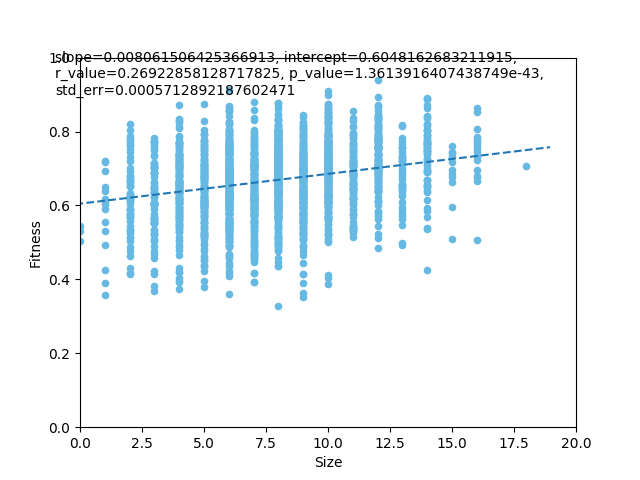 slope=0.008061506425366913, intercept=0.6048162683211915,
r_value=0.26922858128717825, p_value=1.3613916407438749e-43,
std_err=0.0005712892187602471
1.0
0.8
0.6
0.4
0.2
0.0
Fitness
0.0 2.5 5.0 7.5 10.0 12.5 15.0 17.5 20.0
Size